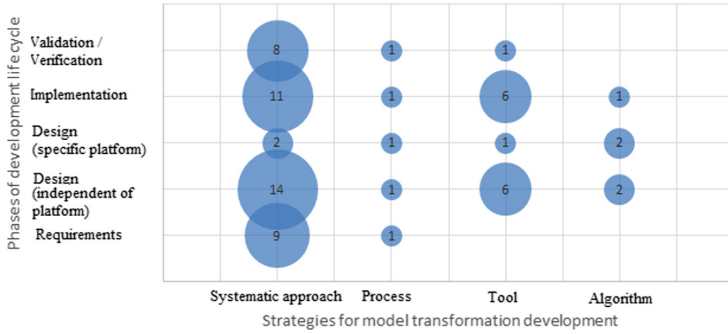 Phases of development lifecycle
Validation /
Verification
8
1
1
Implementation
11
1
6
1
Design
(specific platform)
2
1
1
2
Design
(independent of
platform)
14
1
6
2
Requirements
9
1
Systematic approach
Process
Tool
Algorithm
Strategies for model transformation development